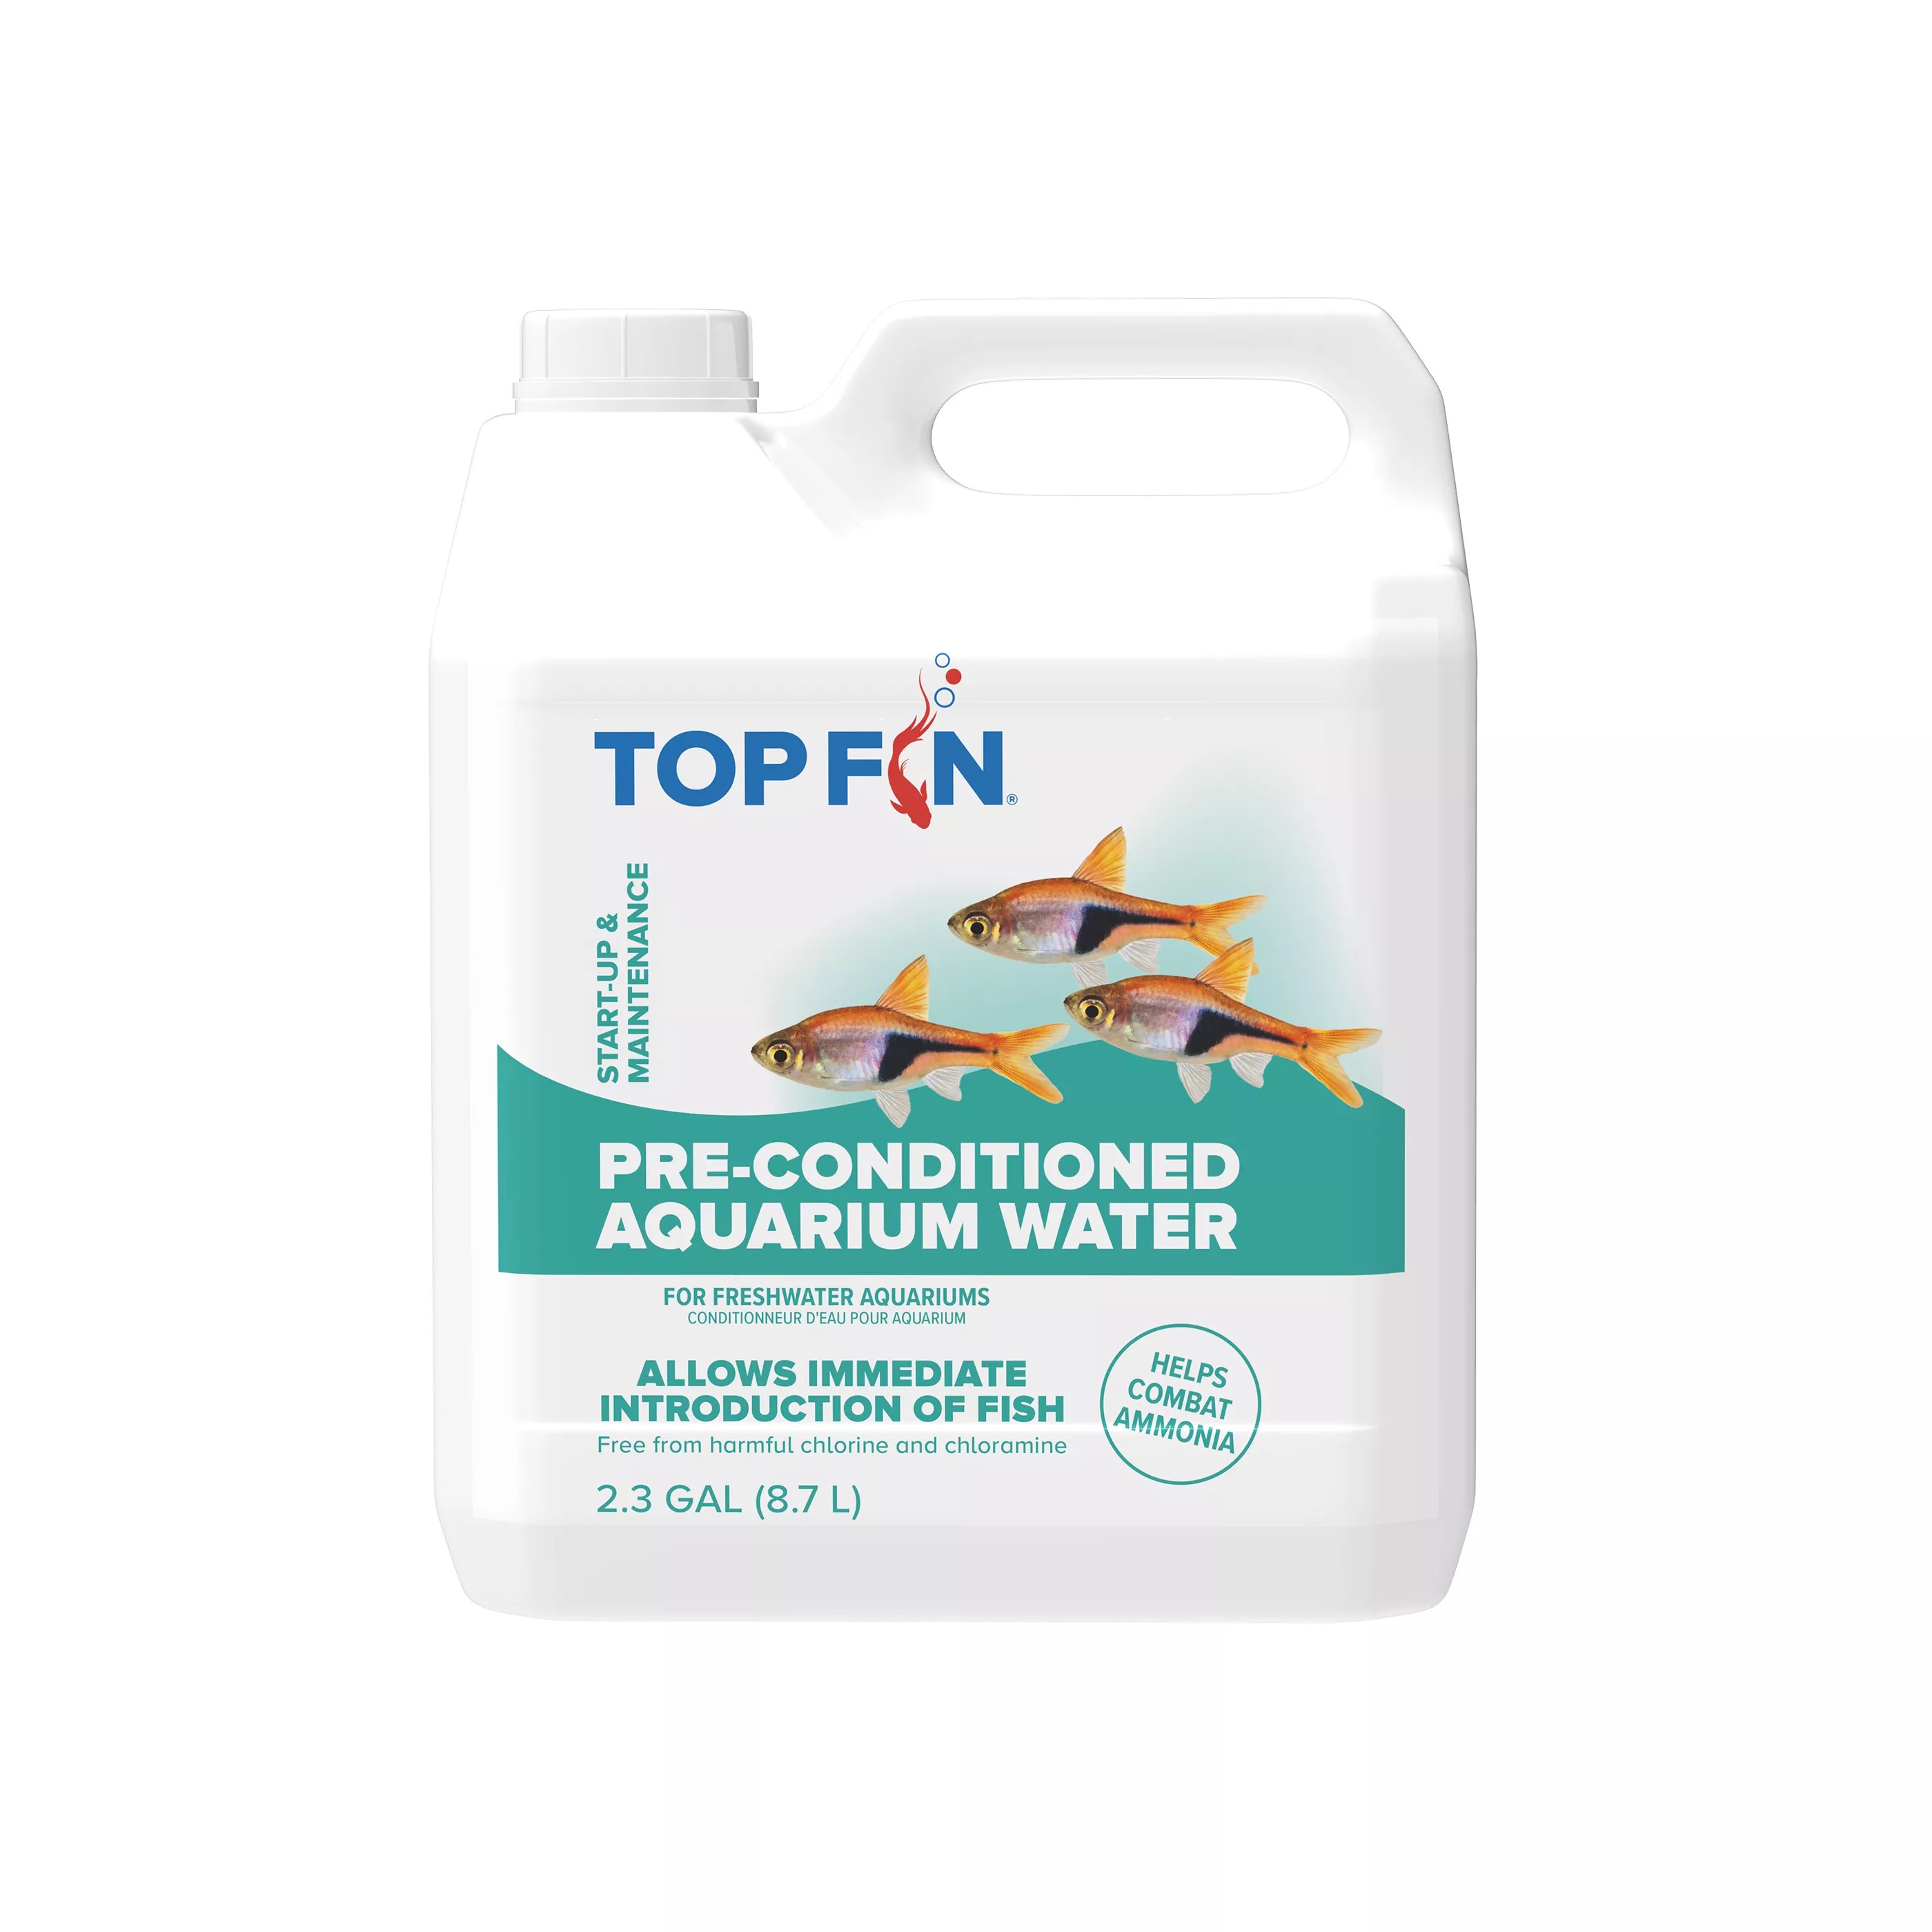 TOP FIN®
START-UP &
MAINTENANCE
PRE-CONDITIONED
AQUARIUM WATER
FOR FRESHWATER AQUARIUMS
CONDITIONNEUR D'EAU POUR AQUARIUM
ALLOWS IMMEDIATE
INTRODUCTION OF FISH
Free from harmful chlorine and chloramine
HELPS
COMBAT
AMMONIA
2.3 GAL (8.7 L)